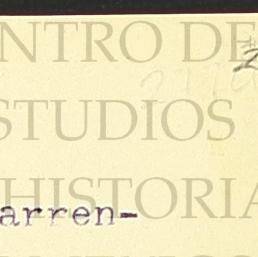 NTRO DE
STUDIOS
HISTORIA
arren-